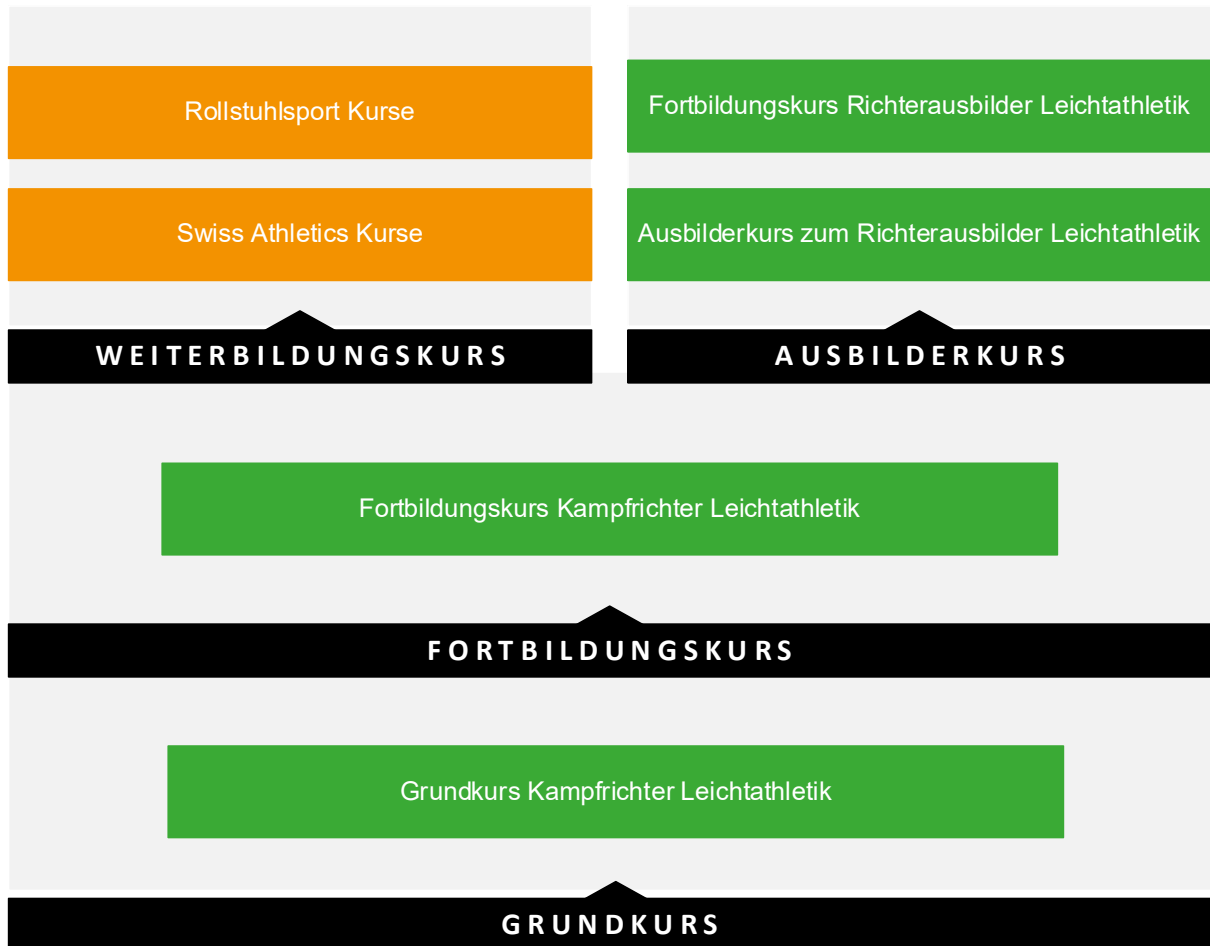 Rollstuhlsport Kurse
Swiss Athletics Kurse
WEITERBILDUNGSKURS
Fortbildungskurs Richterausbilder Leichtathletik
Ausbilderkurs zum Richterausbilder Leichtathletik
AUSBILDERKURS
Fortbildungskurs Kampfrichter Leichtathletik
FORTBILDUNGSKURS
Grundkurs Kampfrichter Leichtathletik
GRUNDKURS